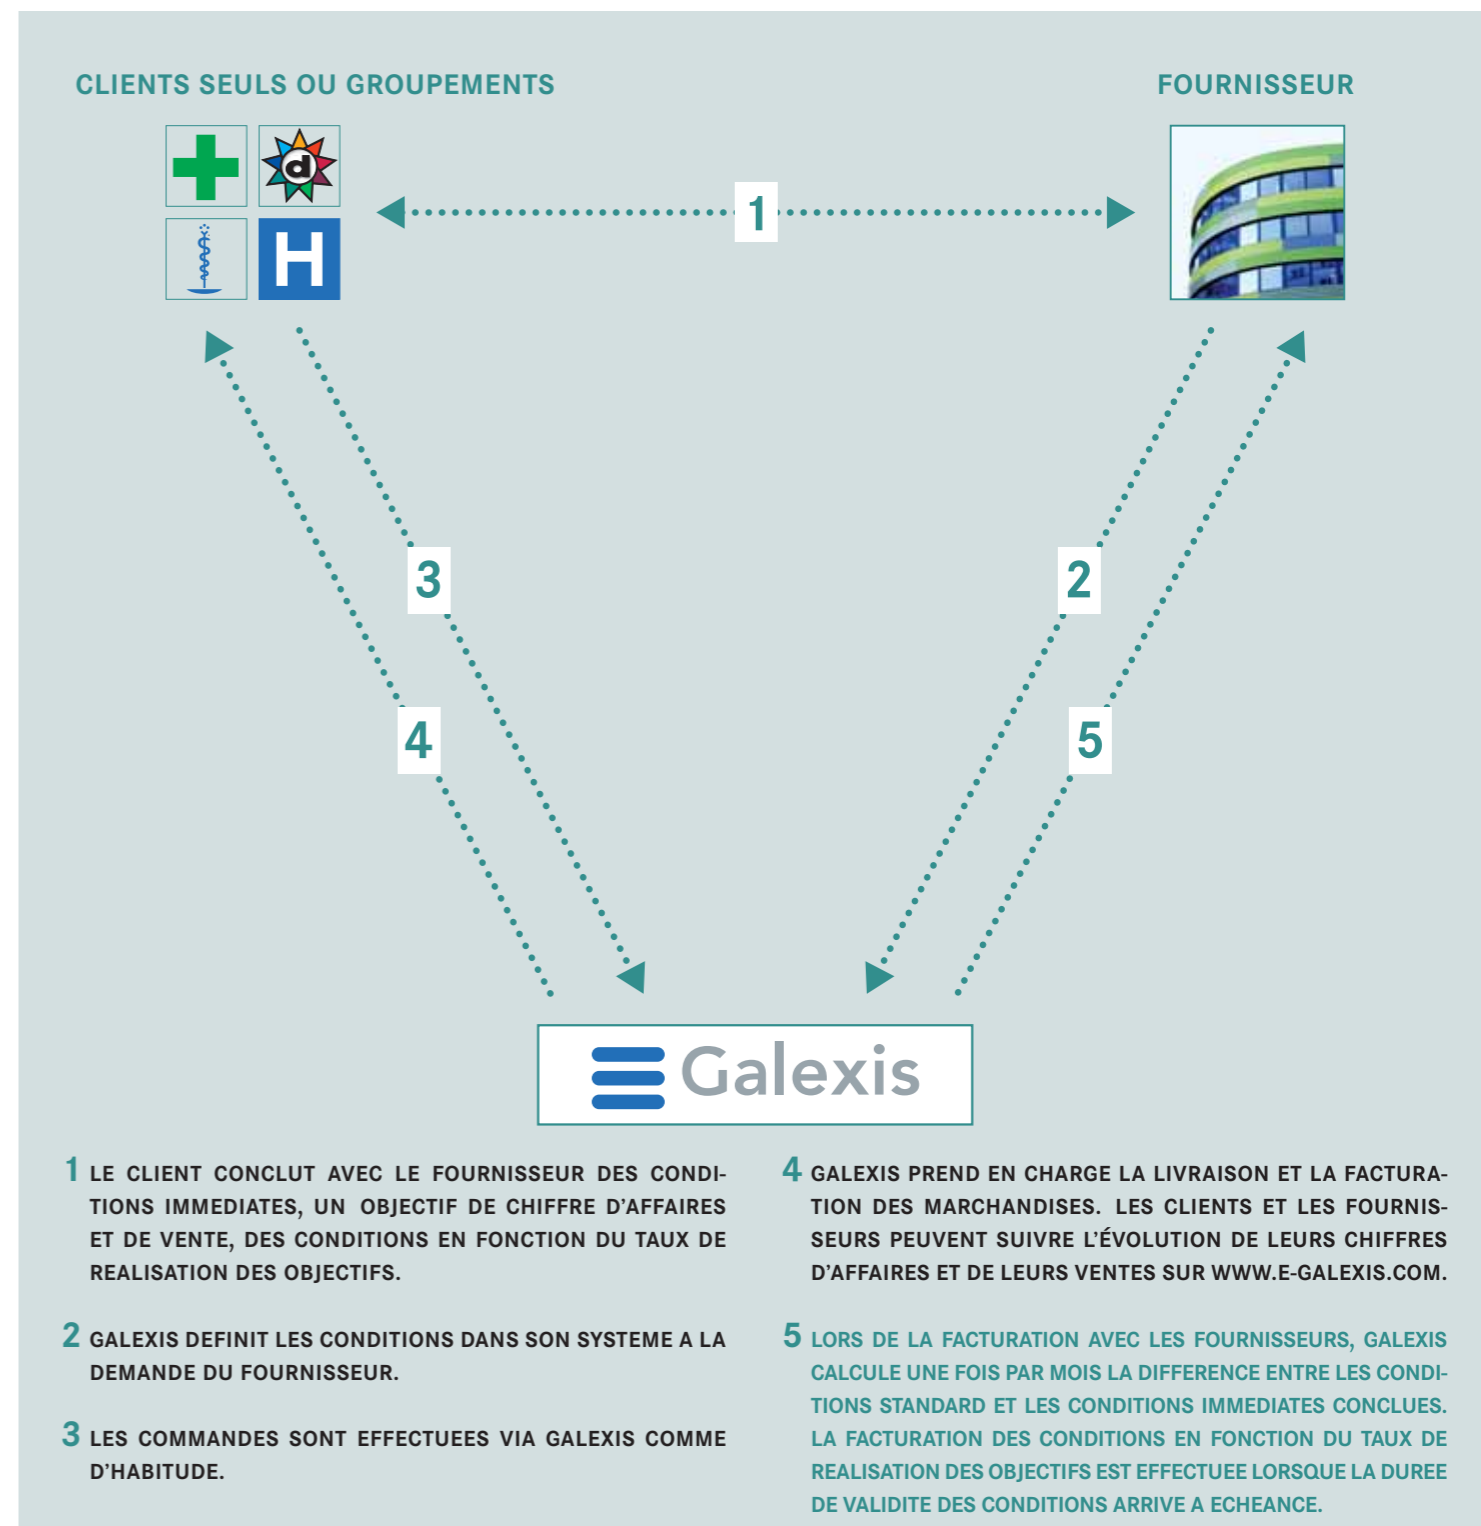 CLIENTS SEULS OU GROUPEMENTS
FOURNISSEUR
d
H
1
3
2
4
5
Galexis
1 LE CLIENT CONCLUT AVEC LE FOURNISSEUR DES CONDI-
TIONS IMMEDIATES, UN OBJECTIF DE CHIFFRE D'AFFAIRES
ET DE VENTE, DES CONDITIONS EN FONCTION DU TAUX DE
REALISATION DES OBJECTIFS.
2 GALEXIS DEFINIT LES CONDITIONS DANS SON SYSTEME A LA
DEMANDE DU FOURNISSEUR.
3 LES COMMANDES SONT EFFECTUEES VIA GALEXIS COMME
D'HABITUDE.
4 GALEXIS PREND EN CHARGE LA LIVRAISON ET LA FACTURA-
TION DES MARCHANDISES. LES CLIENTS ET LES FOURNIS-
SEURS PEUVENT SUIVRE L'ÉVOLUTION DE LEURS CHIFFRES
D'AFFAIRES ET DE LEURS VENTES SUR WWW.E-GALEXIS.COM.
5 LORS DE LA FACTURATION AVEC LES FOURNISSEURS, GALEXIS
CALCULE UNE FOIS PAR MOIS LA DIFFERENCE ENTRE LES CONDI-
TIONS STANDARD ET LES CONDITIONS IMMEDIATES CONCLUES.
LA FACTURATION DES CONDITIONS EN FONCTION DU TAUX DE
REALISATION DES OBJECTIFS EST EFFECTUEE LORSQUE LA DUREE
DE VALIDITE DES CONDITIONS ARRIVE A ECHEANCE.